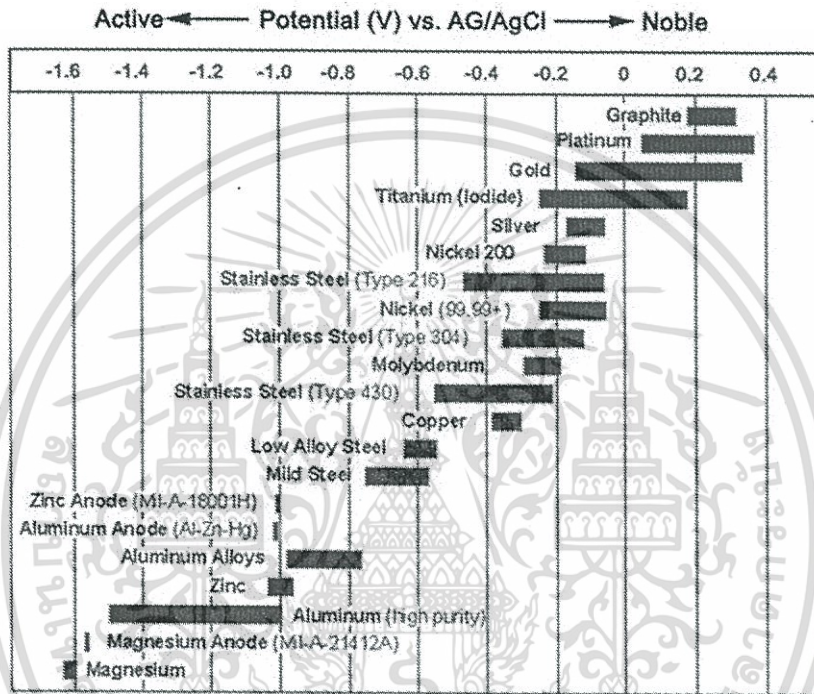 Active ← Potential (V) vs. AG/AgCl → Noble
-1.6 -1.4 -1.2 -1.0 -0.8 -0.6 -0.4 -0.2 0 0.2 0.4
Graphite
Platinum
Gold
Titanium (Iodide)
Silver
Nickel 200
Stainless Steel (Type 216)
Nickel (99.99+)
Stainless Steel (Type 304)
Molybdenum
Stainless Steel (Type 430)
Copper
Low Alloy Steel
Mild Steel
Zinc Anode (MI-A-18001H)
Aluminum Anode (Al-Zn-Hg)
Aluminum Alloys
Zinc
Aluminum (high purity)
Magnesium Anode (MI-A-21412A)
Magnesium